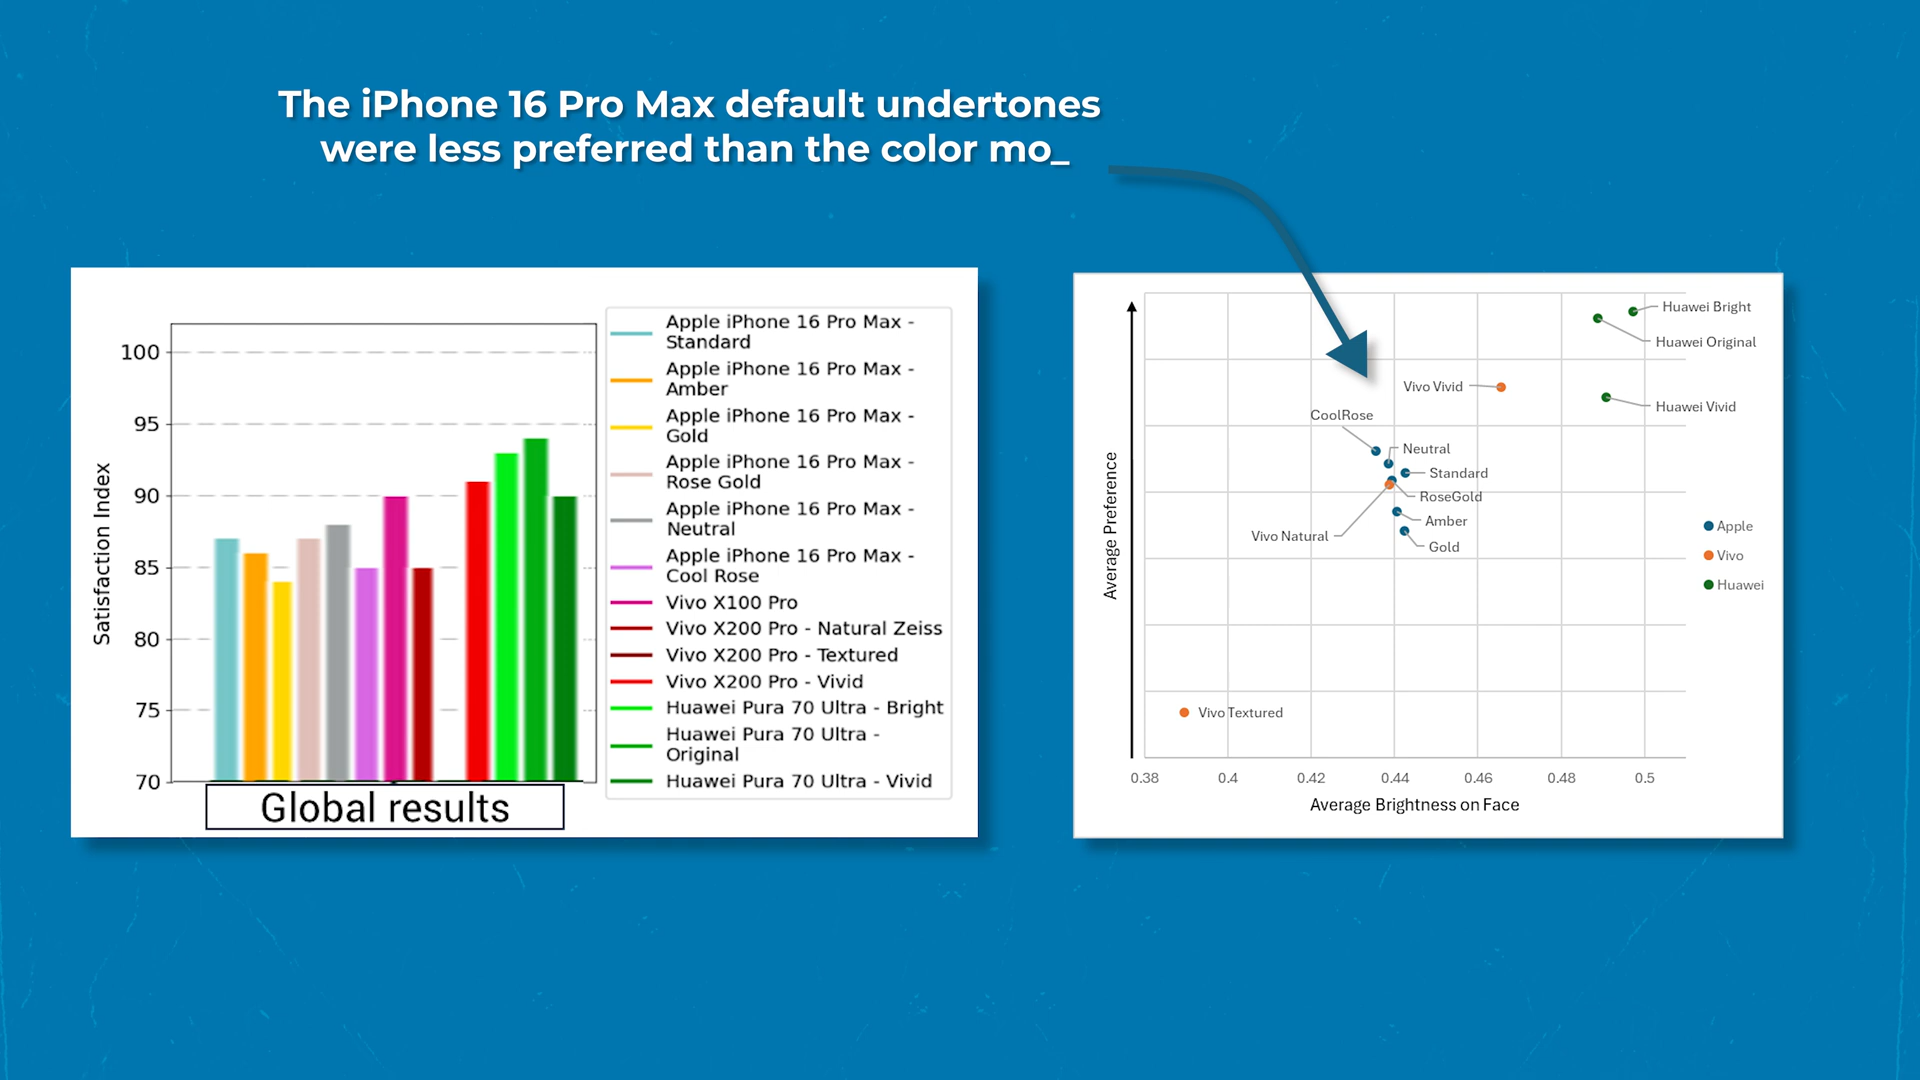 The iPhone 16 Pro Max default undertones
were less preferred than the color mo_
100
95
90
85
80
75
70
Satisfaction Index
Global results
Apple iPhone 16 Pro Max -
Standard
Apple iPhone 16 Pro Max -
Amber
Apple iPhone 16 Pro Max -
Gold
Apple iPhone 16 Pro Max -
Rose Gold
Apple iPhone 16 Pro Max -
Neutral
Apple iPhone 16 Pro Max -
Cool Rose
Vivo X100 Pro
Vivo X200 Pro - Natural Zeiss
Vivo X200 Pro - Textured
Vivo X200 Pro - Vivid
Huawei Pura 70 Ultra - Bright
Huawei Pura 70 Ultra -
Original
Huawei Pura 70 Ultra - Vivid
Average Preference
Huawei Bright
Huawei Original
Vivo Vivid
Huawei Vivid
CoolRose
Neutral
Standard
RoseGold
Amber
Vivo Natural
Gold
Vivo Textured
Apple
Vivo
Huawei
0.38 0.4 0.42 0.44 0.46 0.48 0.5
Average Brightness on Face